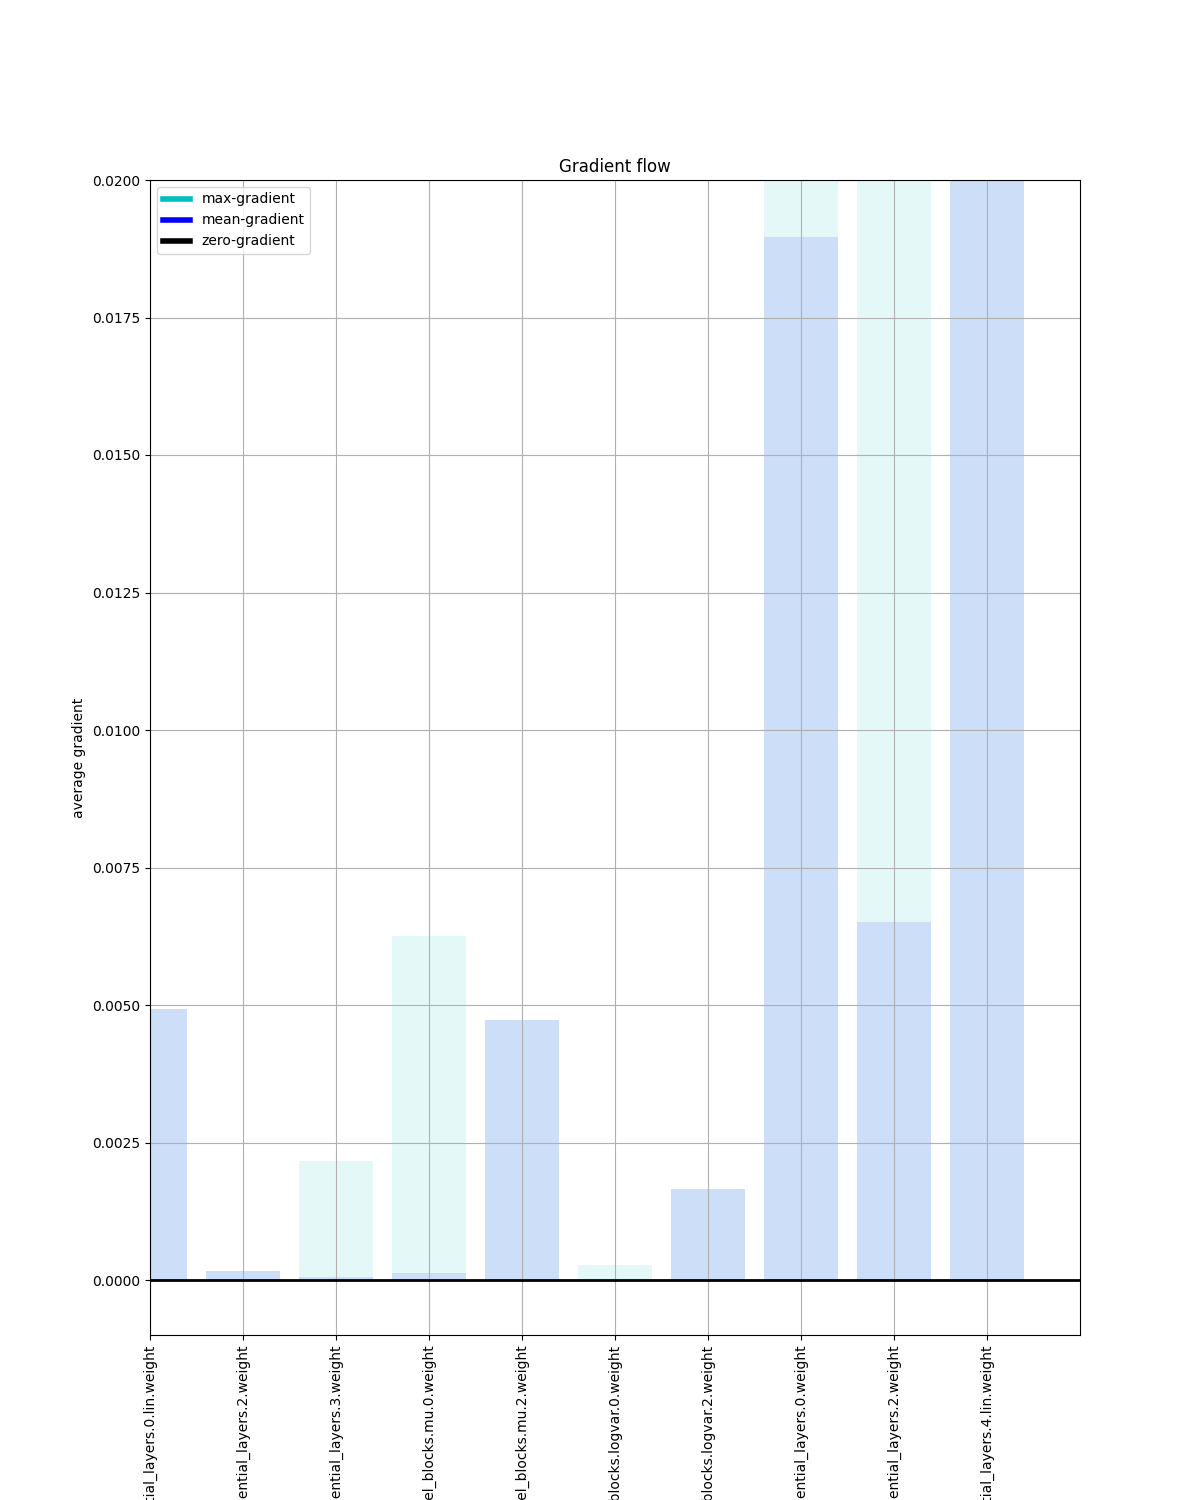 Gradient flow
max-gradient
mean-gradient
zero-gradient
0.0200
0.0175
0.0150
0.0125
0.0100
0.0075
0.0050
0.0025
0.0000
average gradient
tial_layers.0.lin.weight
ential_layers.2.weight
ential_layers.3.weight
el_blocks.mu.0.weight
el_blocks.mu.2.weight
blocks.logvar.0.weight
blocks.logvar.2.weight
ential_layers.0.weight
ential_layers.2.weight
tial_layers.4.lin.weight